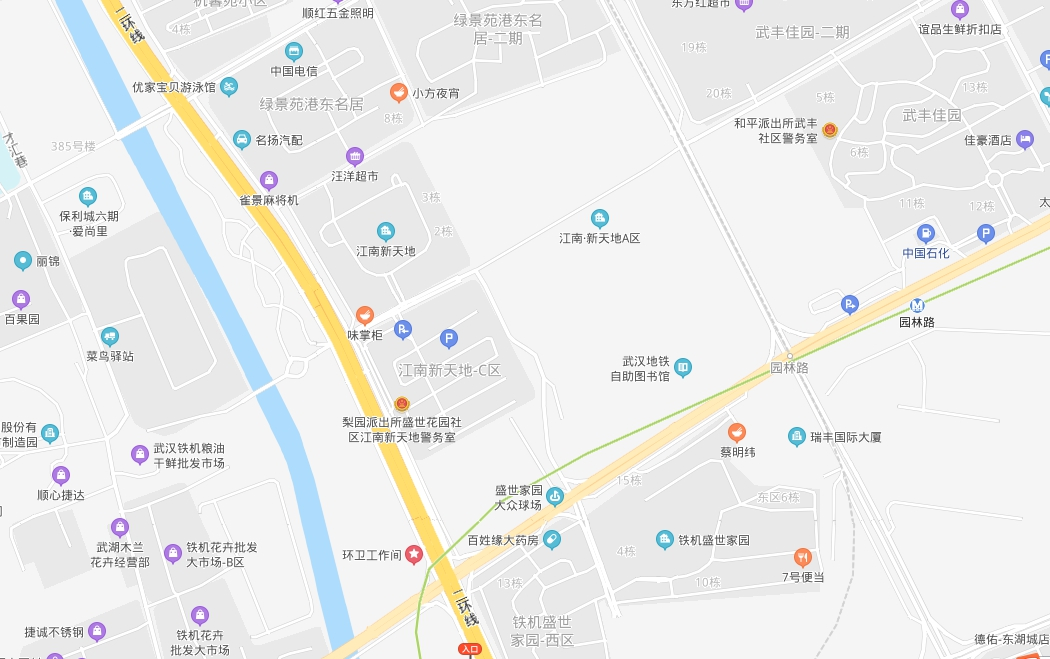 机暑苑小区
顺红五金照明
东方红超市
谊品生鲜折扣店
二环线
4栋
绿景苑港东名
居-二期
武丰佳园-二期
19栋
中国电信
优家宝贝游泳馆
小方夜宵
绿景苑港东名居
8栋
20栋
5栋
13栋
武丰佳园
和平派出所武丰
社区警务室
名扬汽配
385号楼
才汇巷
佳豪酒店
6栋
汪洋超市
雀景麻将机
3栋
11栋
12栋
太
保利城六期
·爱尚里
2栋
江南新天地
江南·新天地A区
中国石化
丽锦
百果园
味掌柜
园林路
菜鸟驿站
江南新天地-C区
武汉地铁
自助图书馆
园林路
梨园派出所盛世花园社
区江南新天地警务室
股份有
制造园
武汉铁机粮油
干鲜批发市场
蔡明纬
瑞丰国际大厦
顺心捷达
15栋
盛世家园
大众球场
东区6栋
武湖木兰
花卉经营部
铁机花卉批发
大市场-B区
环卫工作间
百姓缘大药房
4栋
铁机盛世家园
7号便当
13栋
10栋
二环线
铁机盛世
家园-西区
捷诚不锈钢
铁机花卉
批发大市场
入口
德佑-东湖城店